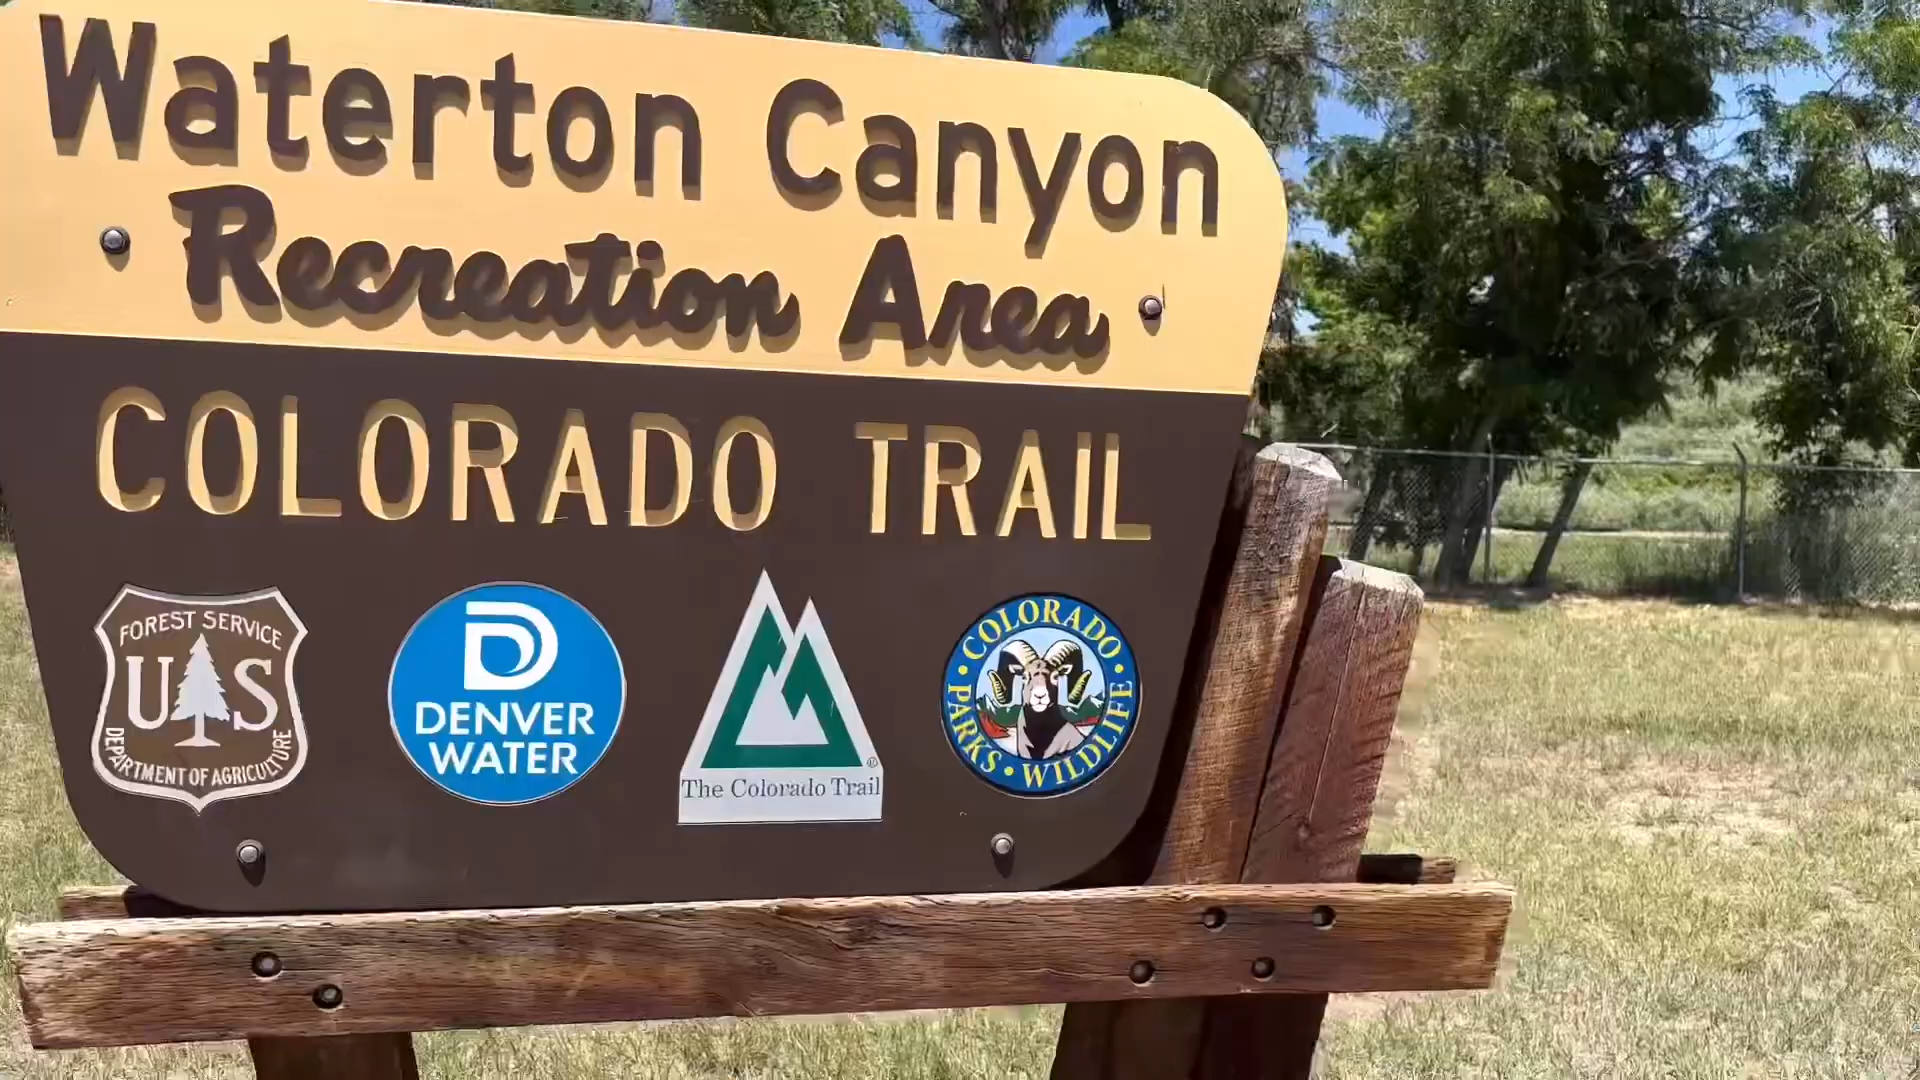 Waterton Canyon
Recreation Area
COLORADO TRAIL
FOREST SERVICE
U S
DEPARTMENT OF AGRICULTURE
D
DENVER
WATER
®
The Colorado Trail
COLORADO
PARKS • WILDLIFE